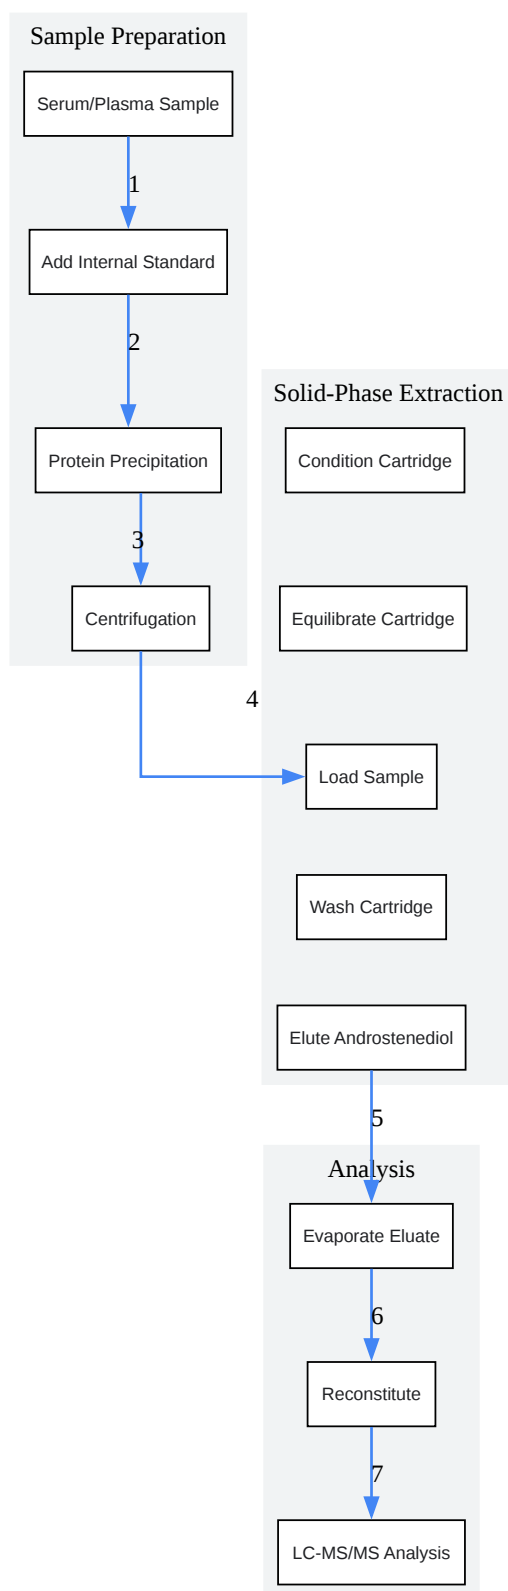 Sample Preparation
Serum/Plasma Sample
1
Add Internal Standard
2
Protein Precipitation
3
Centrifugation
4
Solid-Phase Extraction
Condition Cartridge
Equilibrate Cartridge
Load Sample
Wash Cartridge
Elute Androstenediol
5
Analysis
Evaporate Eluate
6
Reconstitute
7
LC-MS/MS Analysis